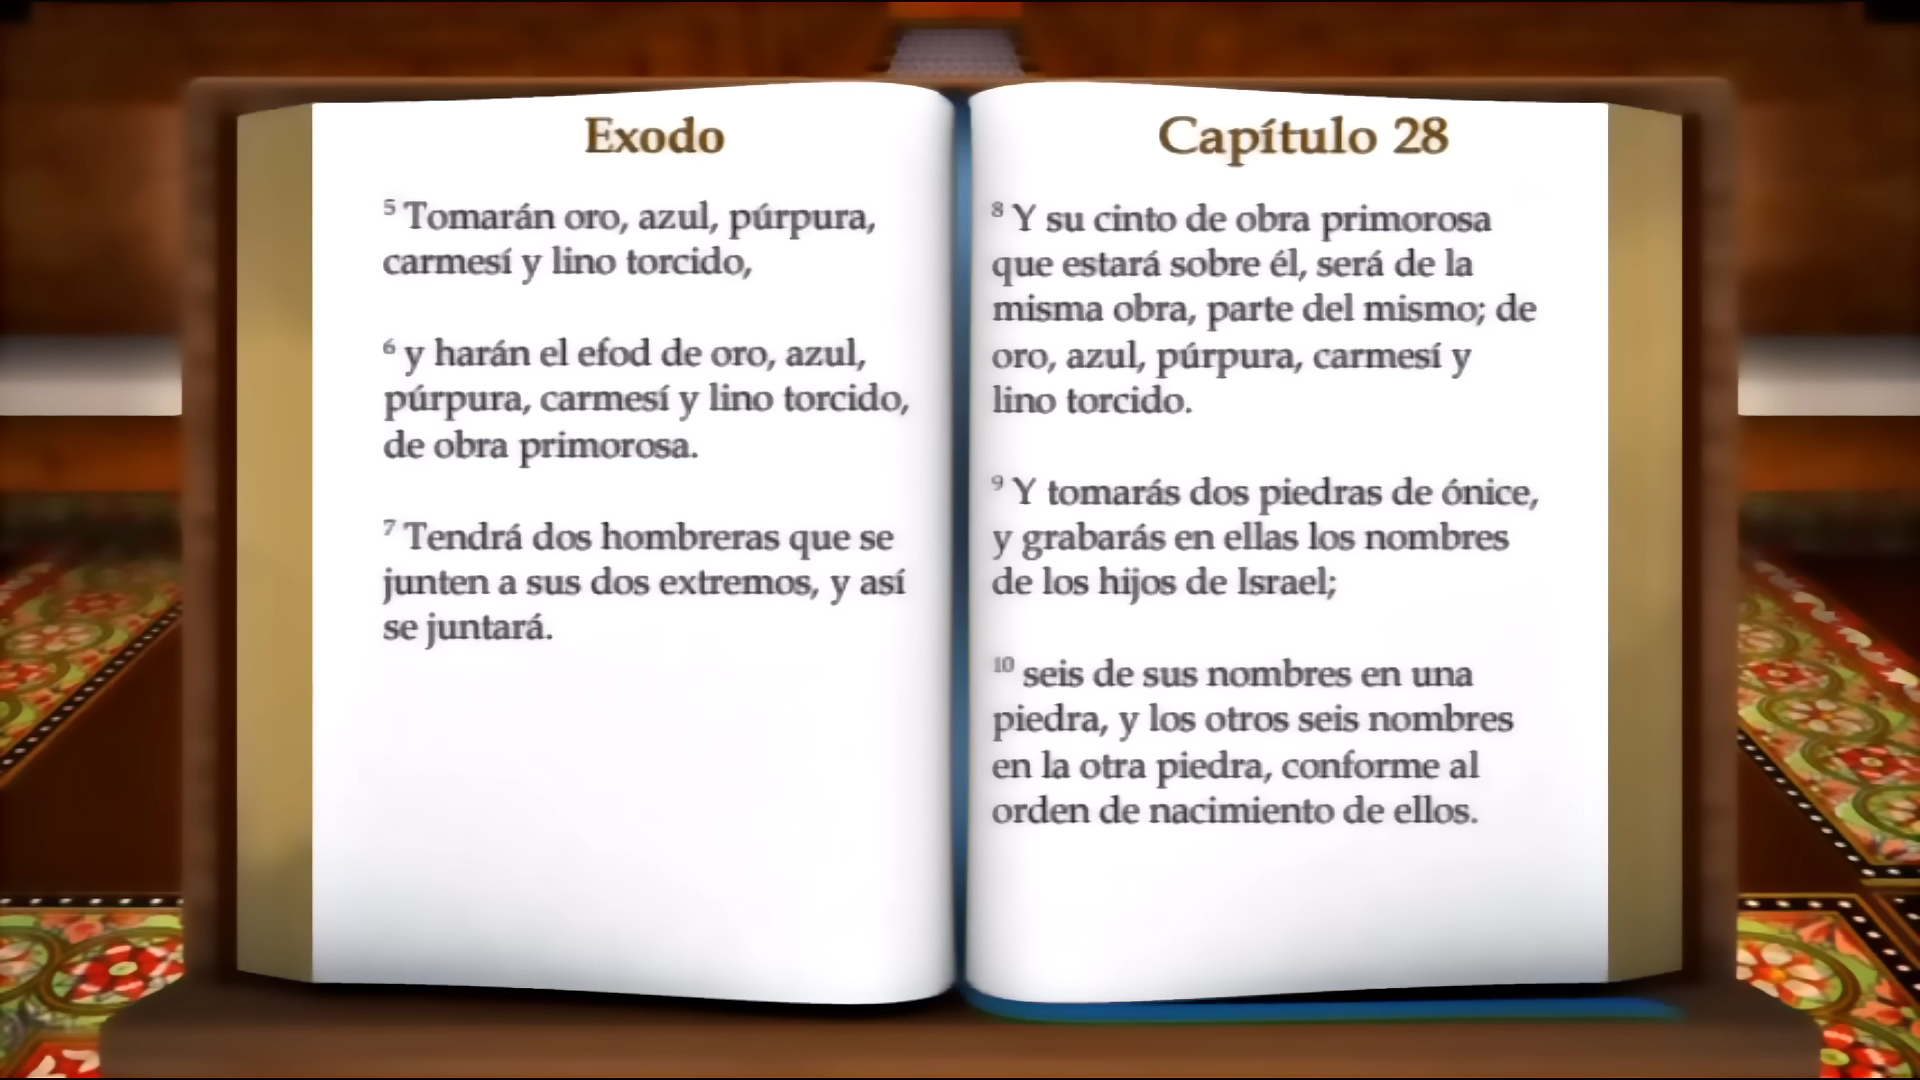 Exodo
5 Tomarán oro, azul, púrpura,
carmesí y lino torcido,
6 y harán el efod de oro, azul,
púrpura, carmesí y lino torcido,
de obra primorosa.
7 Tendrá dos hombreras que se
junten a sus dos extremos, y así
se juntará.
Capítulo 28
8 Y su cinto de obra primorosa
que estará sobre él, será de la
misma obra, parte del mismo; de
oro, azul, púrpura, carmesí y
lino torcido.
9 Y tomarás dos piedras de ónice,
y grabarás en ellas los nombres
de los hijos de Israel;
10 seis de sus nombres en una
piedra, y los otros seis nombres
en la otra piedra, conforme al
orden de nacimiento de ellos.